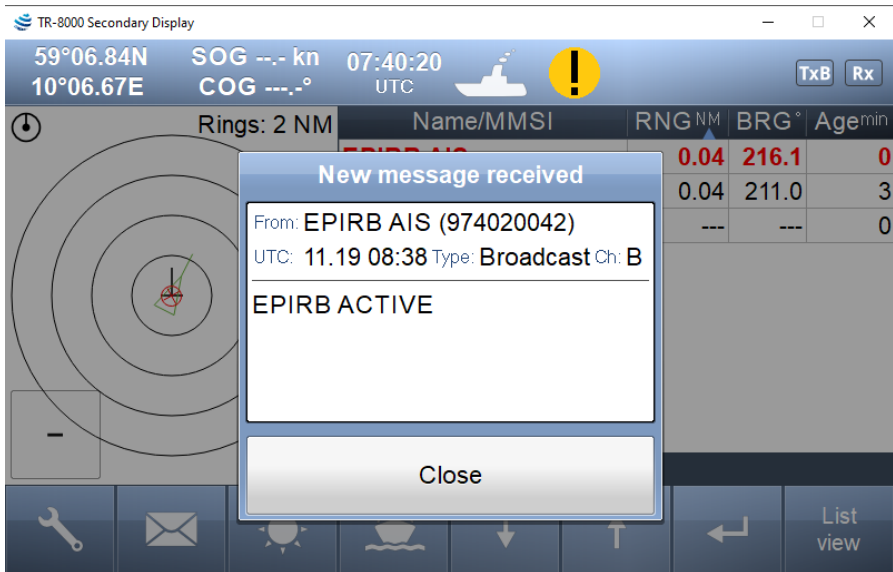 TR-8000 Secondary Display
59°06.84N SOG --.- kn 07:40:20
10°06.67E COG ---.-° UTC
TxB Rx
Rings: 2 NM Name/MMSI RNG NM BRG° Age min
EPIRB AIS 0.04 216.1 0
0.04 211.0 3
--- --- 0
New message received
From: EPIRB AIS (974020042)
UTC: 11.19 08:38 Type: Broadcast Ch: B
EPIRB ACTIVE
Close
List
view